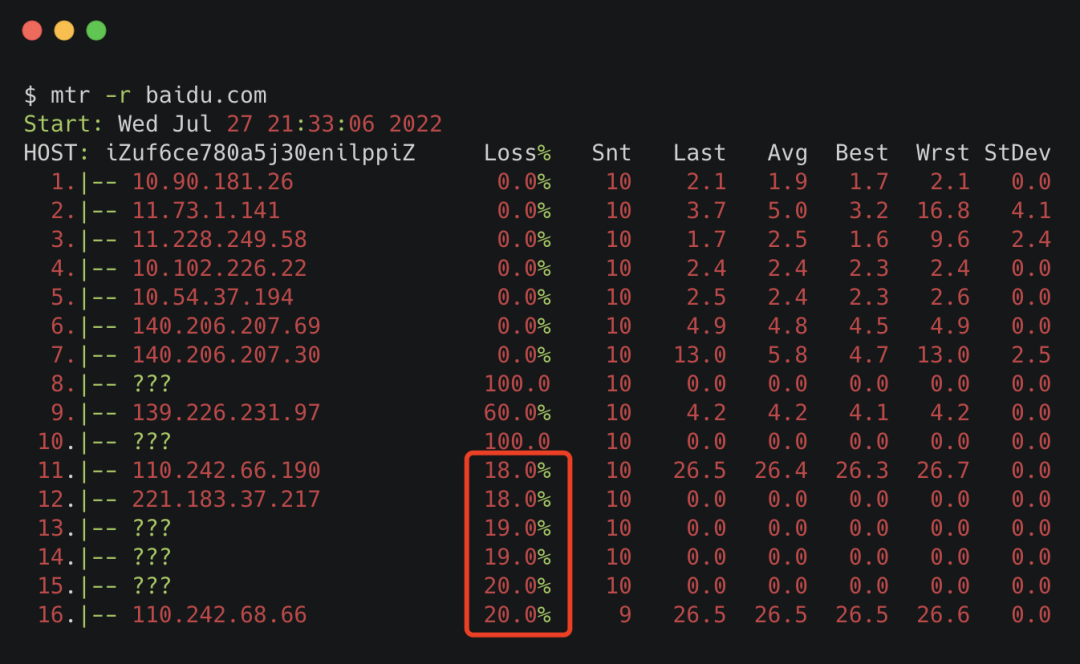 $ mtr -r baidu.com
Start: Wed Jul 27 21:33:06 2022
HOST: iZuf6ce780a5j30enilppiZ Loss% Snt Last Avg Best Wrst StDev
1.|-- 10.90.181.26 0.0% 10 2.1 1.9 1.7 2.1 0.0
2.|-- 11.73.1.141 0.0% 10 3.7 5.0 3.2 16.8 4.1
3.|-- 11.228.249.58 0.0% 10 1.7 2.5 1.6 9.6 2.4
4.|-- 10.102.226.22 0.0% 10 2.4 2.4 2.3 2.4 0.0
5.|-- 10.54.37.194 0.0% 10 2.5 2.4 2.3 2.6 0.0
6.|-- 140.206.207.69 0.0% 10 4.9 4.8 4.5 4.9 0.0
7.|-- 140.206.207.30 0.0% 10 13.0 5.8 4.7 13.0 2.5
8.|-- ??? 100.0 10 0.0 0.0 0.0 0.0 0.0
9.|-- 139.226.231.97 60.0% 10 4.2 4.2 4.1 4.2 0.0
10.|-- ??? 100.0 10 0.0 0.0 0.0 0.0 0.0
11.|-- 110.242.66.190 18.0% 10 26.5 26.4 26.3 26.7 0.0
12.|-- 221.183.37.217 18.0% 10 0.0 0.0 0.0 0.0 0.0
13.|-- ??? 19.0% 10 0.0 0.0 0.0 0.0 0.0
14.|-- ??? 19.0% 10 0.0 0.0 0.0 0.0 0.0
15.|-- ??? 20.0% 10 0.0 0.0 0.0 0.0 0.0
16.|-- 110.242.68.66 20.0% 9 26.5 26.5 26.5 26.6 0.0